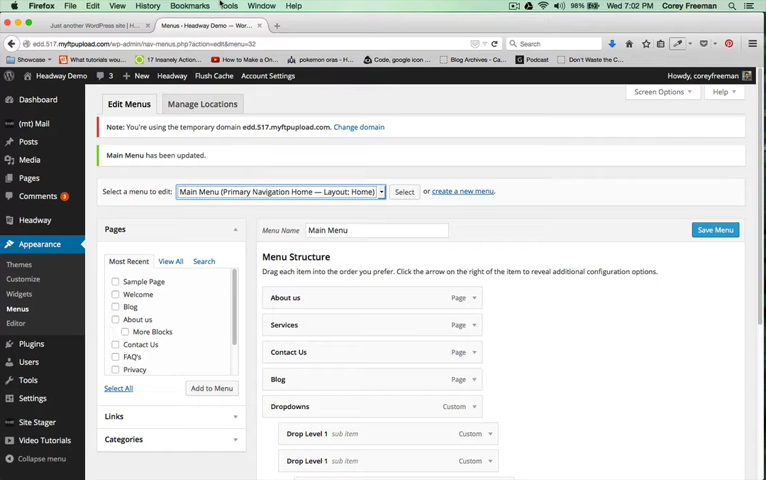 Firefox File Edit View History Bookmarks Tools Window Help 98% Wed 7:02 PM Corey Freeman
Just another WordPress site | H... Menus ‹ Headway Demo — Wor...
edd.517.myftpupload.com/wp-admin/nav-menus.php?action=edit&menu=32 Search
Showcase What tutorials wou... 17 Insanely Action... How to Make a On... pokemon oras - H... Code, google icon ... Blog Archives - Ca... Podcast Don't Want the C...
Headway Demo 3 New Headway Flush Cache Account Settings Howdy, coreyfreeman
Dashboard
(mt) Mail
Posts
Media
Pages
Comments 3
Headway
Appearance
Themes
Customize
Widgets
Menus
Editor
Plugins
Users
Tools
Settings
Site Stager
Video Tutorials
Collapse menu
Screen Options Help
Edit Menus Manage Locations
Note: You're using the temporary domain edd.517.myftpupload.com. Change domain
Main Menu has been updated.
Select a menu to edit: Main Menu (Primary Navigation Home — Layout: Home) Select or create a new menu.
Pages
Most Recent View All Search
Sample Page
Welcome
Blog
About us
More Blocks
Contact Us
FAQ's
Privacy
Select All Add to Menu
Links
Categories
Menu Name Main Menu Save Menu
Menu Structure
Drag each item into the order you prefer. Click the arrow on the right of the item to reveal additional configuration options.
About us Page
Services Page
Contact Us Page
Blog Page
Dropdowns Custom
Drop Level 1 sub item Custom
Drop Level 1 sub item Custom